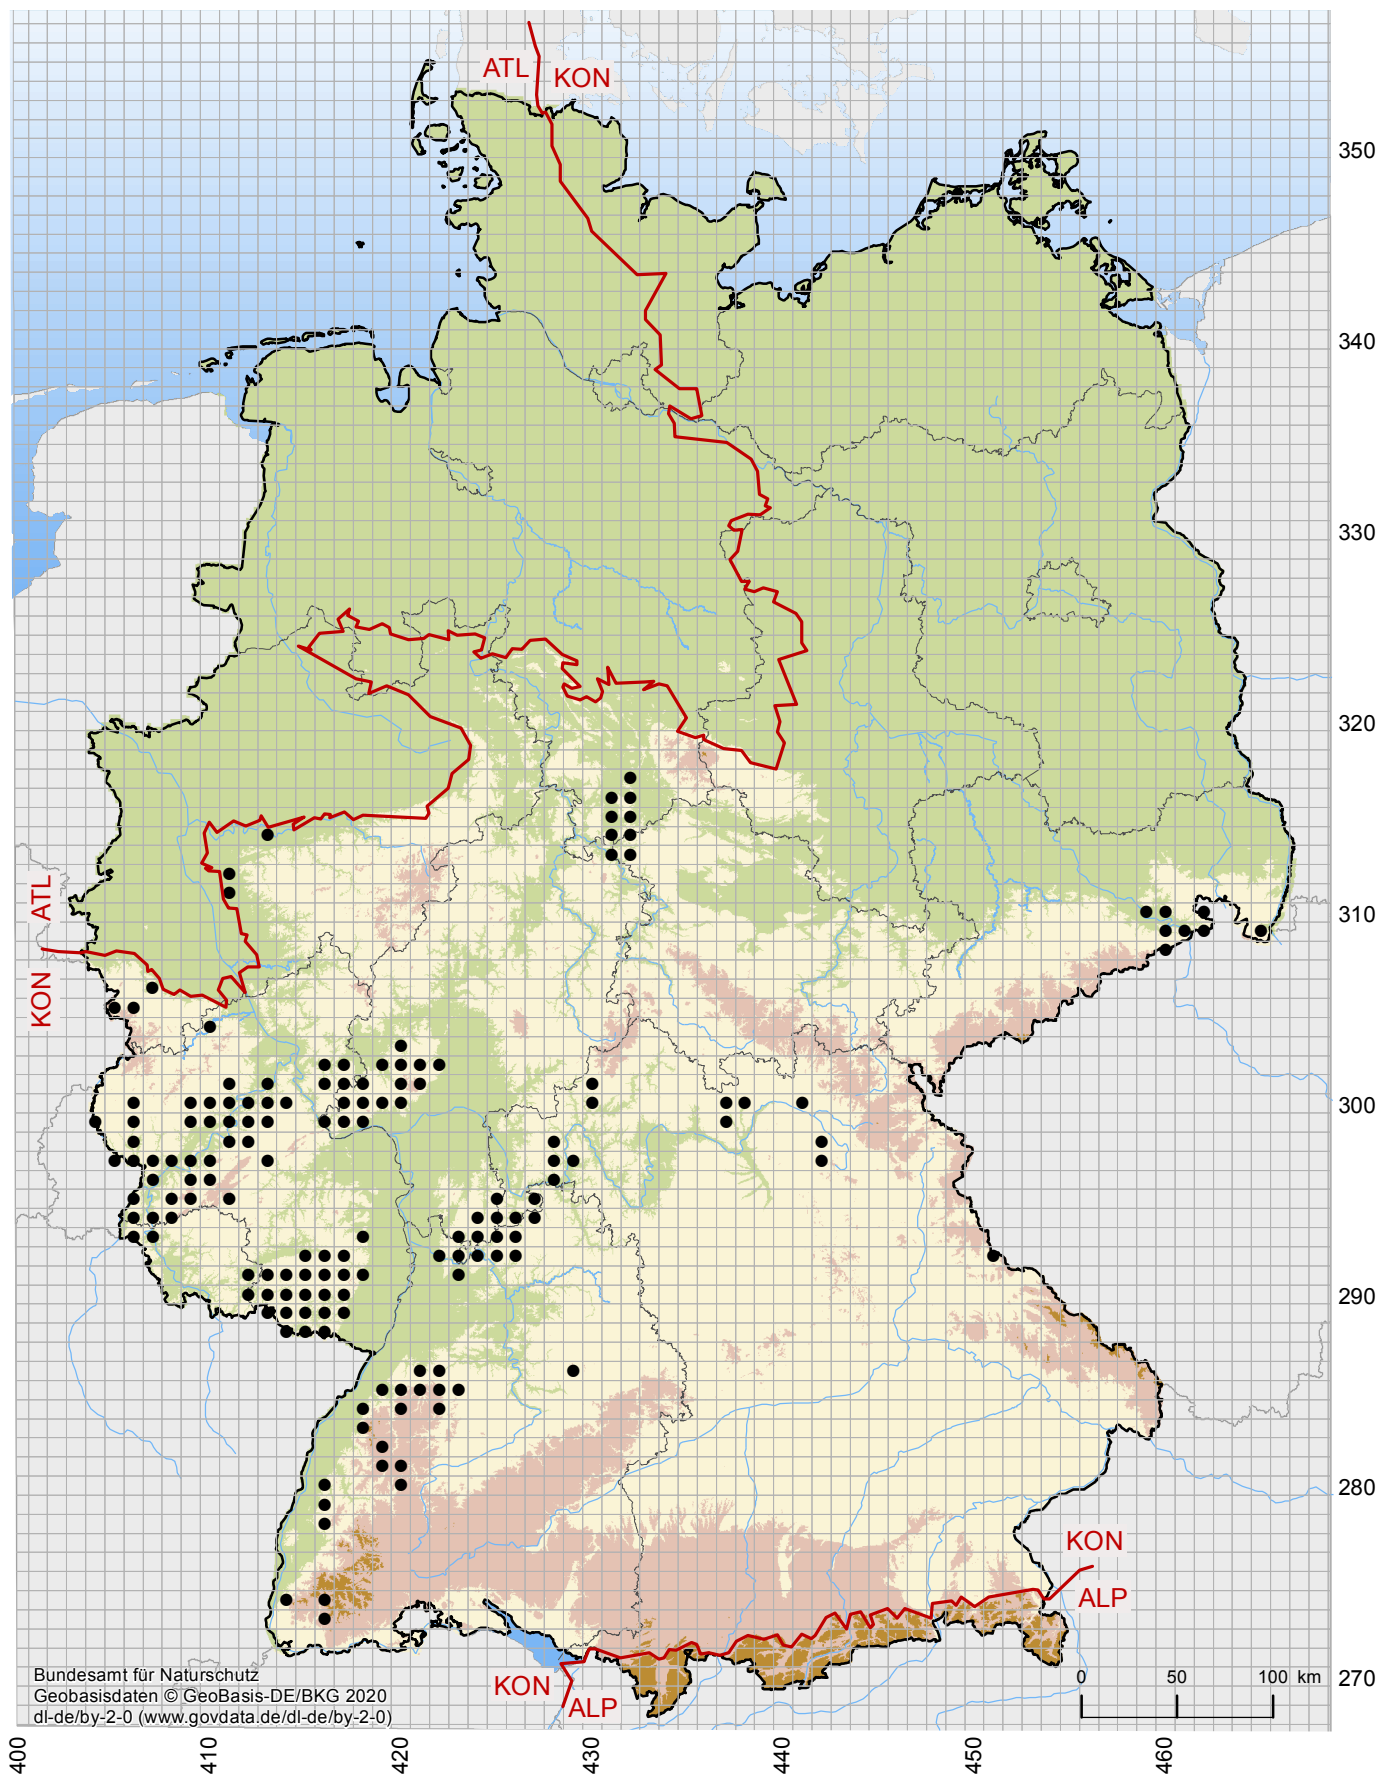 ATL
KON
350
340
330
320
310
300
290
280
270
ATL
KON
KON
ALP
KON
ALP
Bundesamt für Naturschutz
Geobasisdaten © GeoBasis-DE/BKG 2020
dl-de/by-2-0 (www.govdata.de/dl-de/by-2-0)
0 50 100 km
400 410 420 430 440 450 460